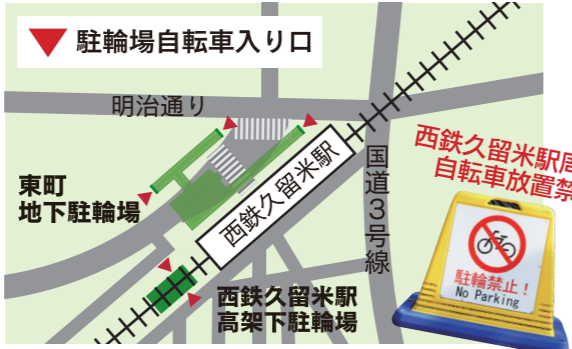 駐輪場自転車入り口
明治通り
東町
地下駐輪場
西鉄久留米駅
国道3号線
西鉄久留米駅
高架下駐輪場
西鉄久留米駅周
自転車放置禁
駐輪禁止!
No Parking